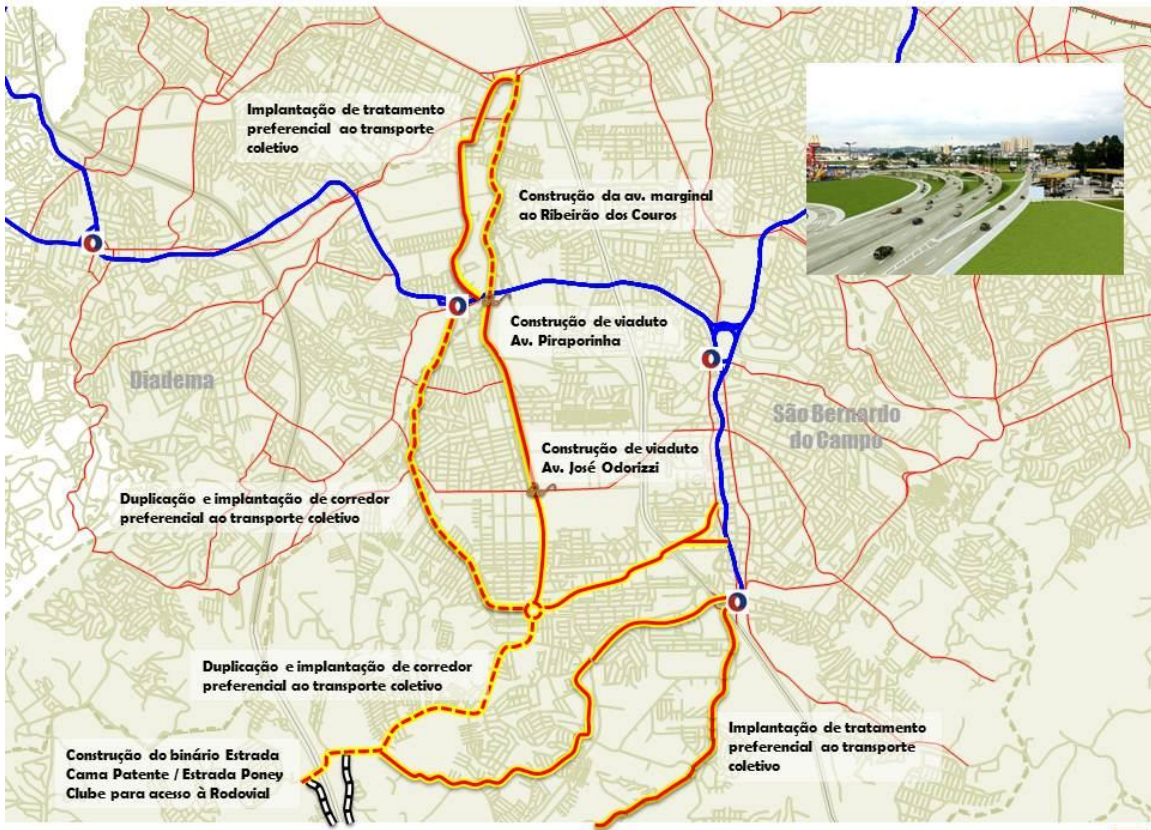 Implantação de tratamento
preferencial ao transporte
coletivo
Construção da av. marginal
ao Ribeirão dos Couros
Construção de viaduto
Av. Piraporinha
Diadema
São Bernardo
do Campo
Construção de viaduto
Av. José Odorizzi
Duplicação e implantação de corredor
preferencial ao transporte coletivo
Duplicação e implantação de corredor
preferencial ao transporte coletivo
Implantação de tratamento
preferencial ao transporte
coletivo
Construção do binário Estrada
Cama Patente / Estrada Poney
Clube para acesso à Rodovial